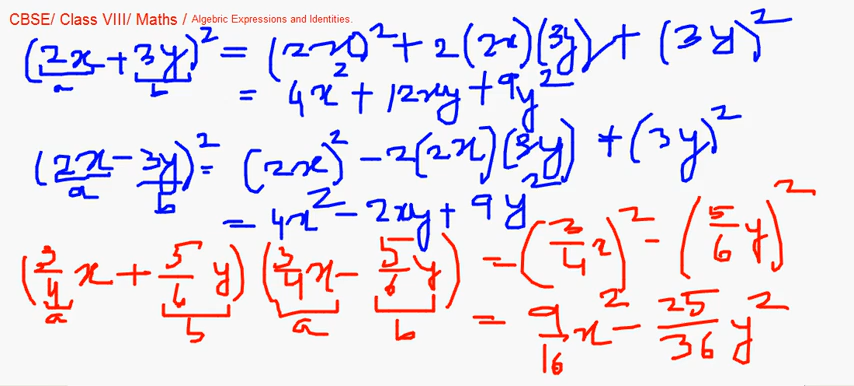 CBSE/ Class VIII/ Maths / Algebric Expressions and Identities.
(2x + 3y)² = (2x)² + 2(2x)(3y) + (3y)²
a b
= 4x² + 12xy + 9y²
(2x - 3y)² = (2x)² - 2(2x)(3y) + (3y)²
a b
= 4x² - 2xy + 9y²
(3/4 x + 5/6 y)(3/4 x - 5/6 y) = (3/4 x)² - (5/6 y)²
a b a b
= 9/16 x² - 25/36 y²